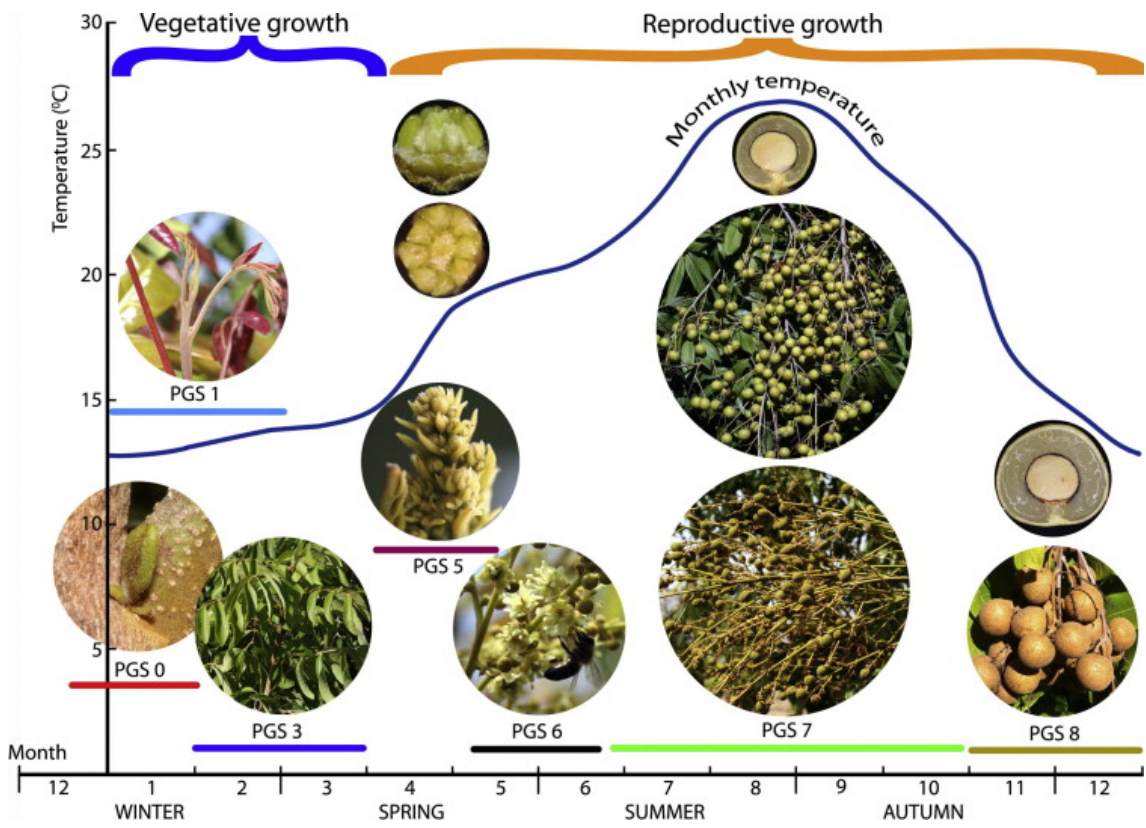 Vegetative growth
Reproductive growth
30
25
20
15
10
5
Temperature (⁰C)
Monthly temperature
PGS 1
PGS 0
PGS 3
PGS 5
PGS 6
PGS 7
PGS 8
Month
12 1 2 3 4 5 6 7 8 9 10 11 12
WINTER SPRING SUMMER AUTUMN